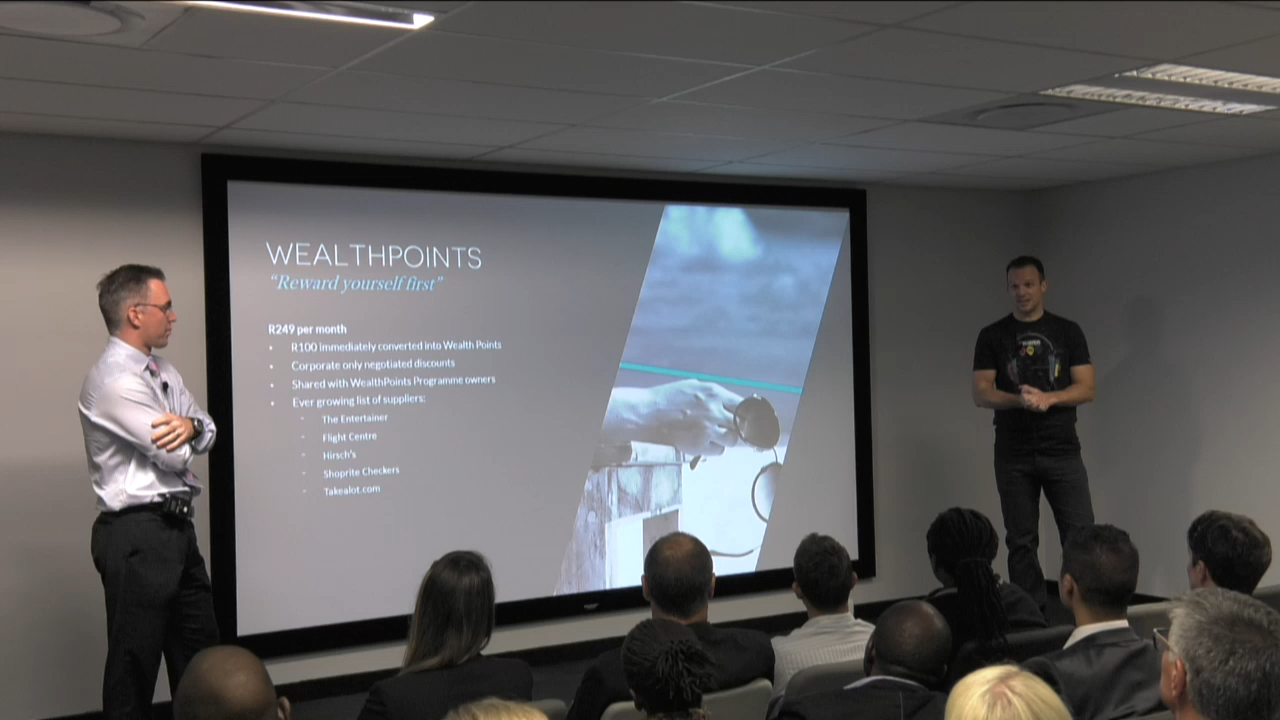 WEALTHPOINTS
“Reward yourself first”
R249 per month
• R100 immediately converted into Wealth Points
• Corporate only negotiated discounts
• Shared with WealthPoints Programme owners
• Ever growing list of suppliers:
- The Entertainer
- Flight Centre
- Hirsch's
- Shoprite Checkers
- Takealot.com